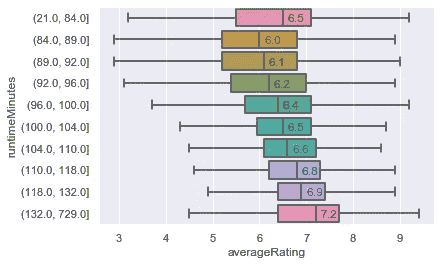 (21.0, 84.0] 6.5
(84.0, 89.0] 6.0
(89.0, 92.0] 6.1
(92.0, 96.0] 6.2
(96.0, 100.0] 6.4
(100.0, 104.0] 6.5
(104.0, 110.0] 6.6
(110.0, 118.0] 6.8
(118.0, 132.0] 6.9
(132.0, 729.0] 7.2
runtimeMinutes
3 4 5 6 7 8 9
averageRating